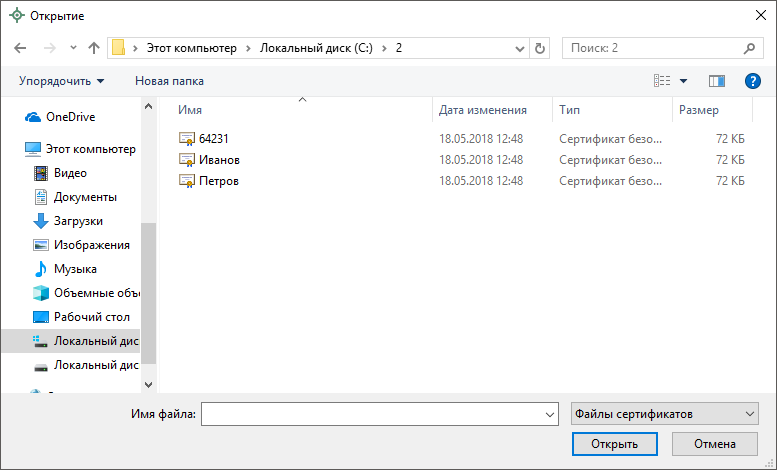 Открытие
Этот компьютер > Локальный диск (C:) > 2
Поиск: 2
Упорядочить
Новая папка
?
Имя
Дата изменения
Тип
Размер
OneDrive
Этот компьютер
Видео
Документы
Загрузки
Изображения
Музыка
Объемные объ
Рабочий стол
Локальный дис
Локальный дис
64231 18.05.2018 12:48 Сертификат безо... 72 КБ
Иванов 18.05.2018 12:48 Сертификат безо... 72 КБ
Петров 18.05.2018 12:48 Сертификат безо... 72 КБ
Имя файла:
Файлы сертификатов
Открыть
Отмена